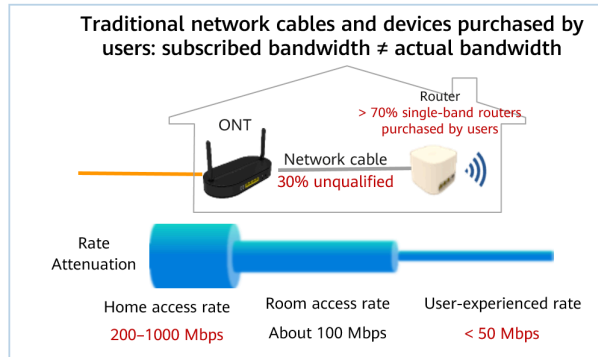 Traditional network cables and devices purchased by
users: subscribed bandwidth ≠ actual bandwidth
Router
> 70% single-band routers
purchased by users
ONT
Network cable
30% unqualified
Rate
Attenuation
Home access rate
200–1000 Mbps
Room access rate
About 100 Mbps
User-experienced rate
< 50 Mbps